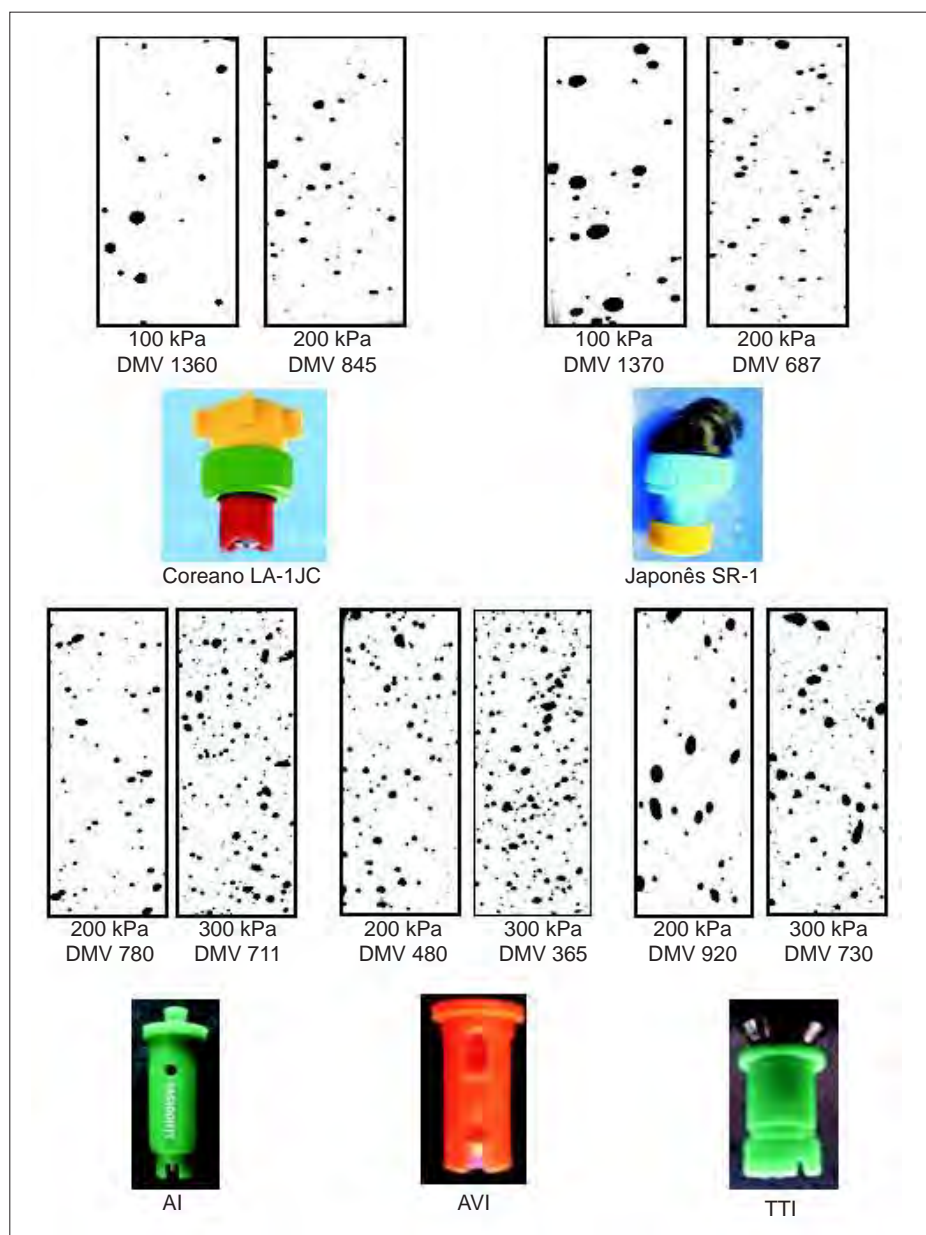 100 kPa
DMV 1360
200 kPa
DMV 845
100 kPa
DMV 1370
200 kPa
DMV 687
Coreano LA-1JC
Japonês SR-1
200 kPa
DMV 780
300 kPa
DMV 711
200 kPa
DMV 480
300 kPa
DMV 365
200 kPa
DMV 920
300 kPa
DMV 730
AI
AVI
TTI